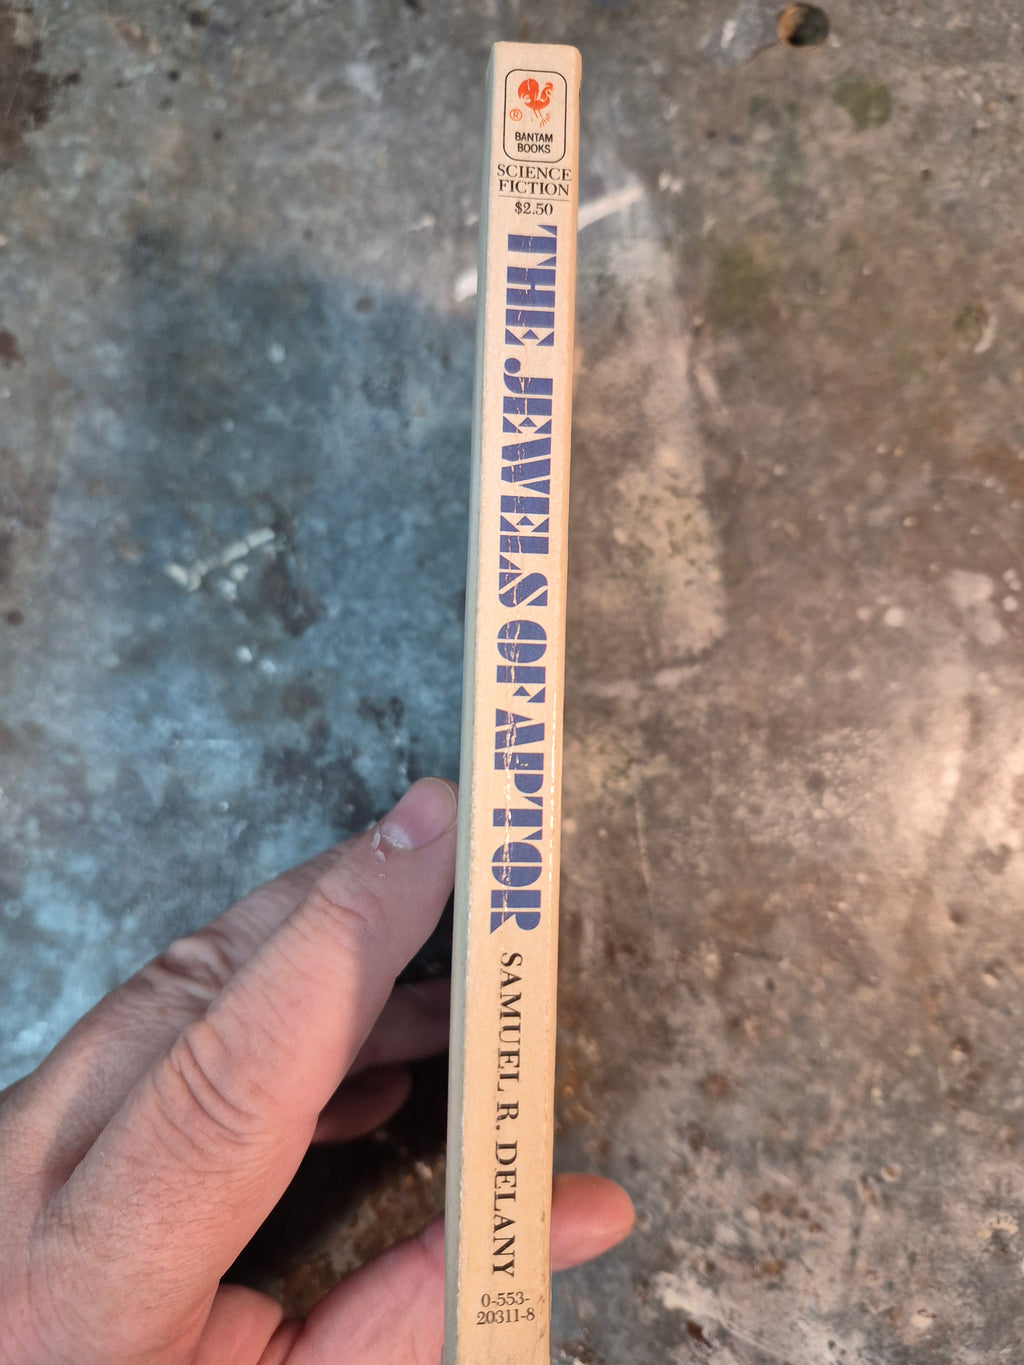 ®
BANTAM
BOOKS
SCIENCE
FICTION
$2.50
THE JEWELS OF APTOR
SAMUEL R. DELANY
0-553-
20311-8